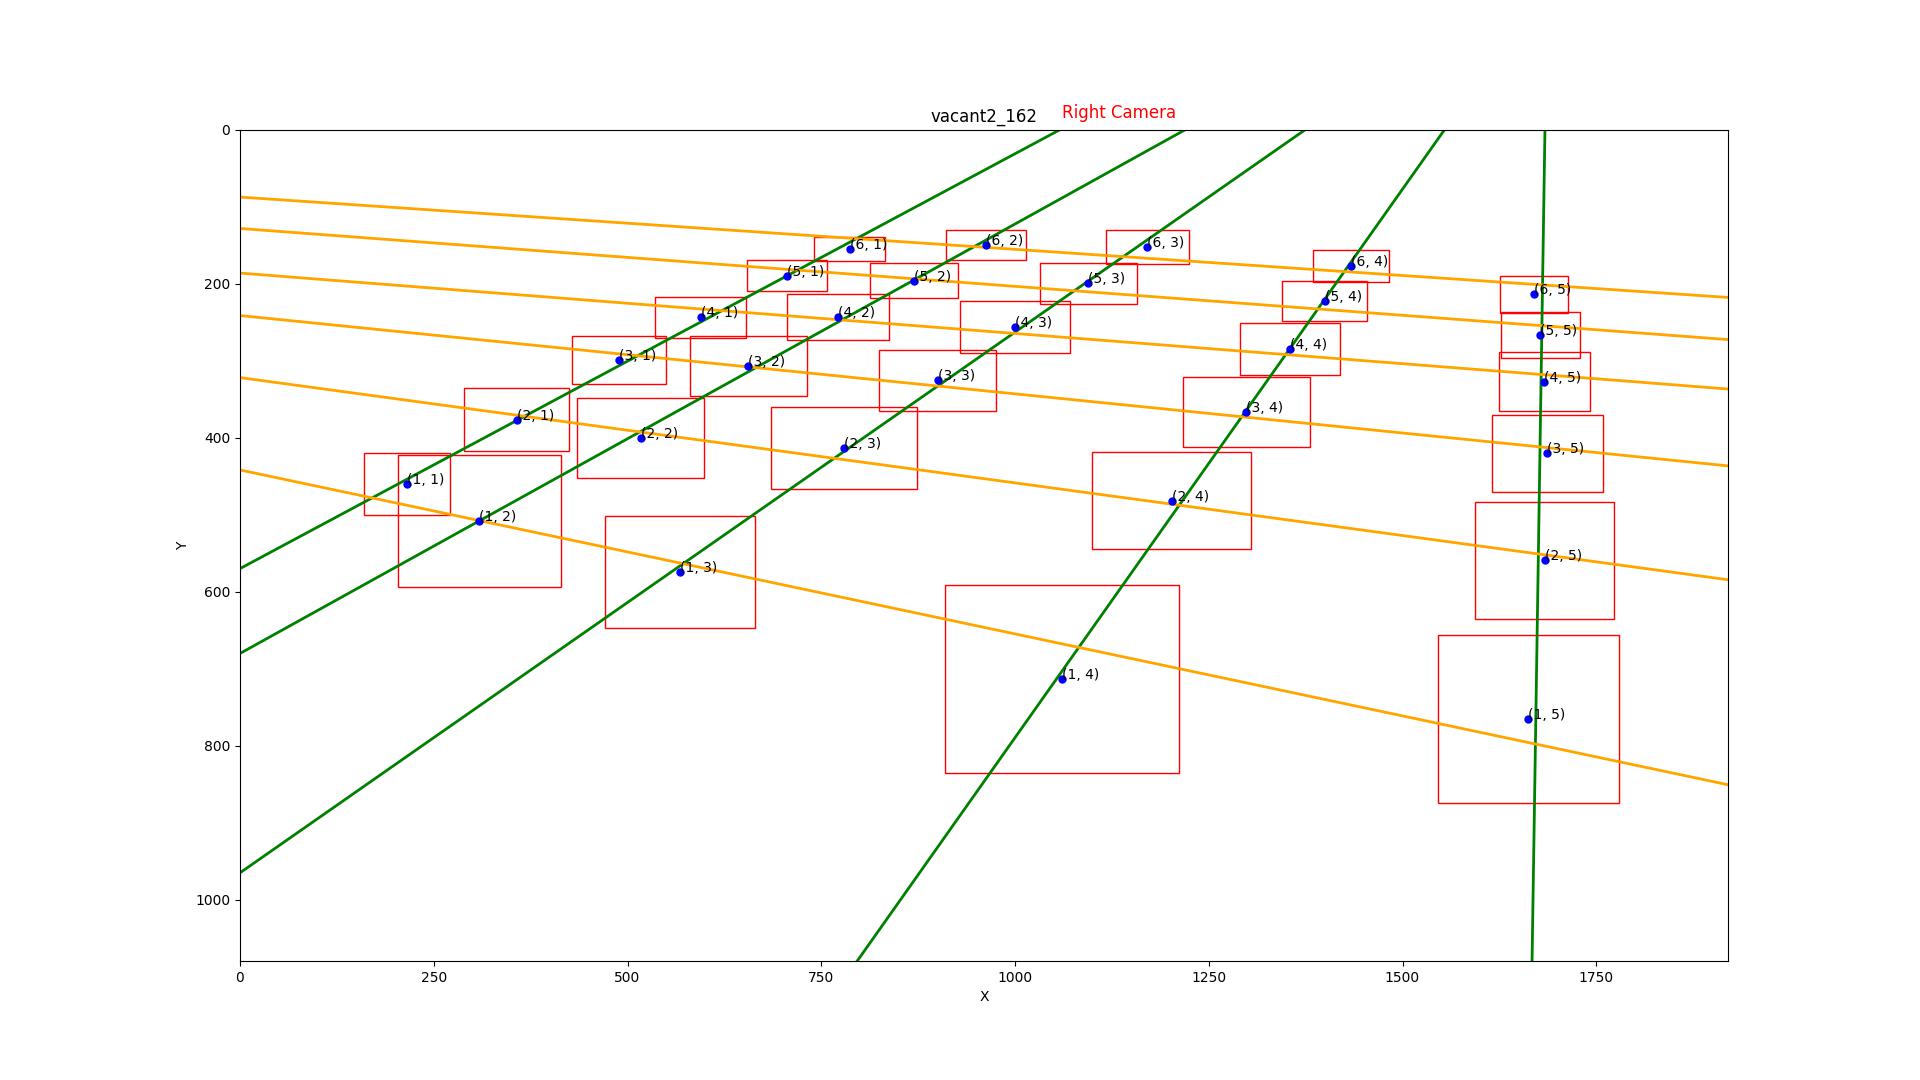 vacant2_162 Right Camera
0
(6, 1) (6, 2) (6, 3)
(6, 4)
200
(5, 1) (5, 2) (5, 3)
(5, 4) (6, 5)
(4, 1) (4, 2) (4, 3)
(5, 5)
(4, 4)
(3, 1) (3, 2) (3, 3)
(4, 5)
(3, 4)
400
(2, 1) (2, 2) (2, 3)
(3, 5)
(1, 1)
(2, 4)
(1, 2)
Y
(2, 5)
(1, 3)
600
(1, 4)
(1, 5)
800
1000
0 250 500 750 1000 1250 1500 1750
X